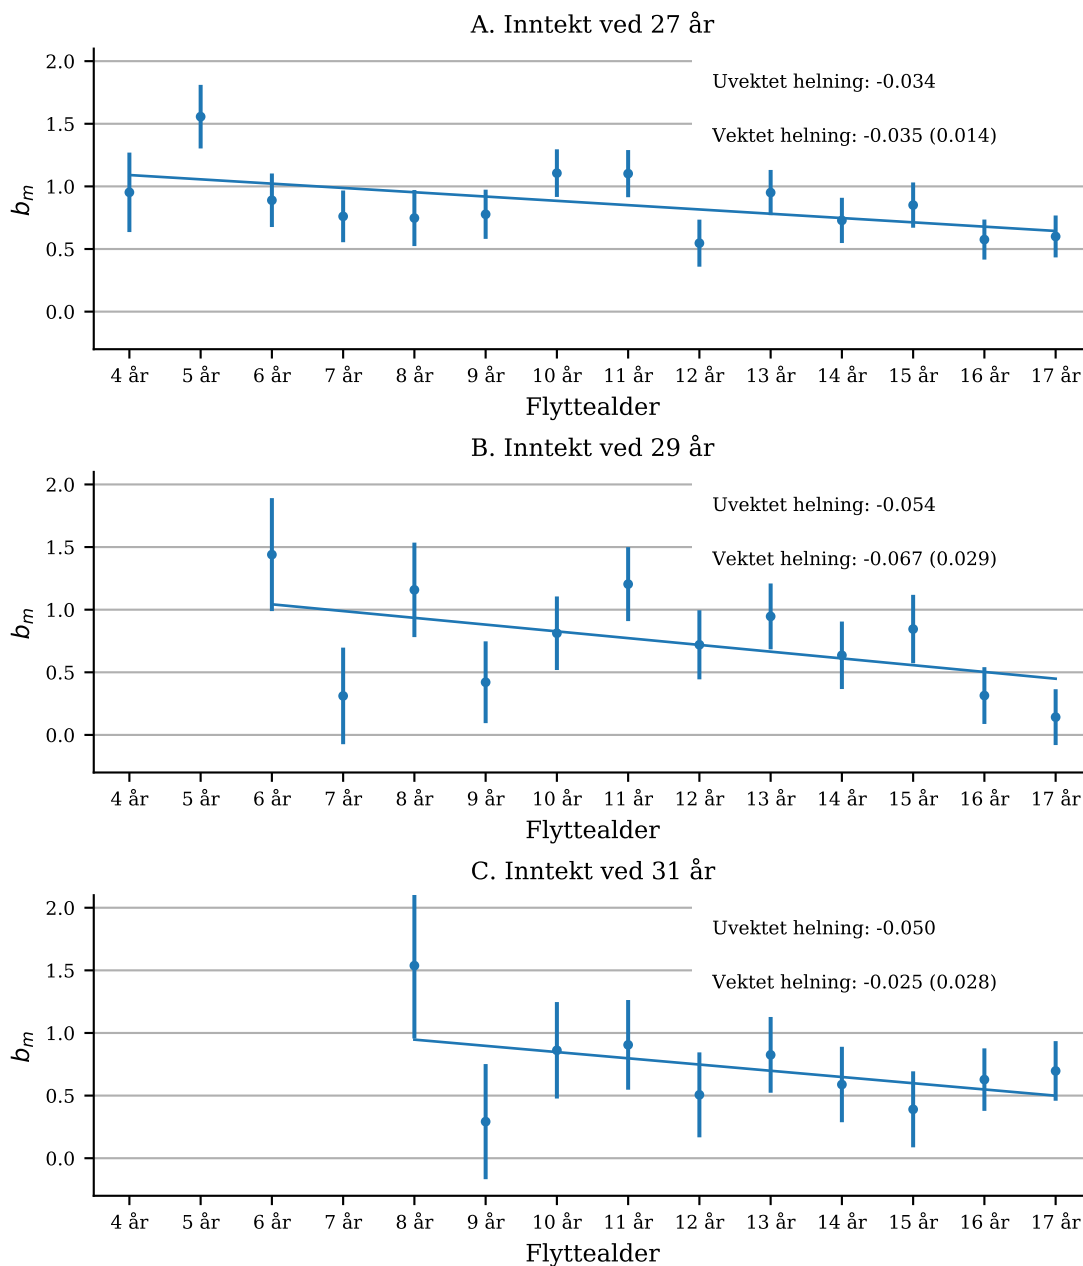 A. Inntekt ved 27 år
2.0
Uvektet helning: -0.034
1.5
Vektet helning: -0.035 (0.014)
1.0
b_m
0.5
0.0
4 år 5 år 6 år 7 år 8 år 9 år 10 år 11 år 12 år 13 år 14 år 15 år 16 år 17 år
Flyttealder
B. Inntekt ved 29 år
2.0
Uvektet helning: -0.054
1.5
Vektet helning: -0.067 (0.029)
1.0
b_m
0.5
0.0
4 år 5 år 6 år 7 år 8 år 9 år 10 år 11 år 12 år 13 år 14 år 15 år 16 år 17 år
Flyttealder
C. Inntekt ved 31 år
2.0
Uvektet helning: -0.050
1.5
Vektet helning: -0.025 (0.028)
1.0
b_m
0.5
0.0
4 år 5 år 6 år 7 år 8 år 9 år 10 år 11 år 12 år 13 år 14 år 15 år 16 år 17 år
Flyttealder